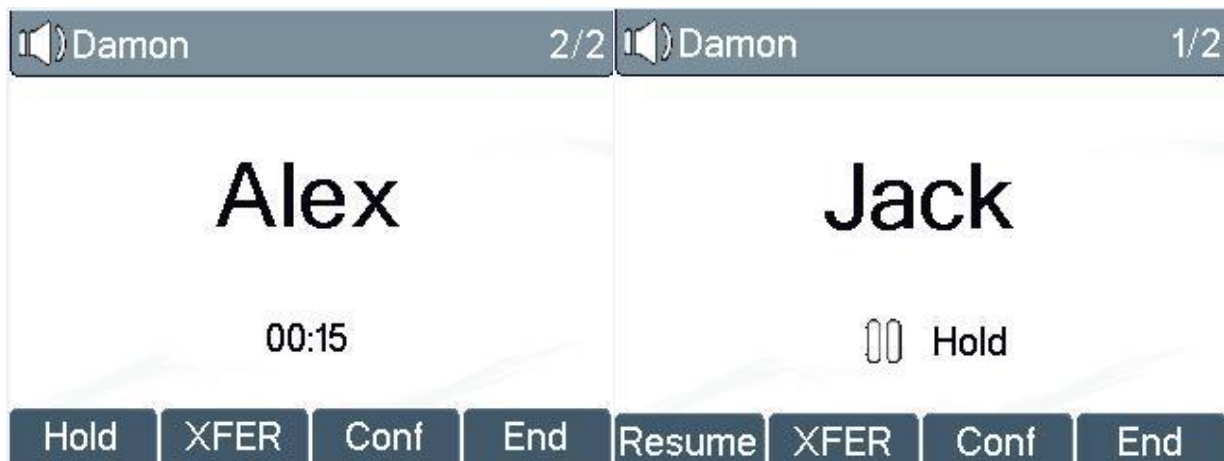 Damon 2/2
Alex
00:15
Hold XFER Conf End
Damon 1/2
Jack
Hold
Resume XFER Conf End